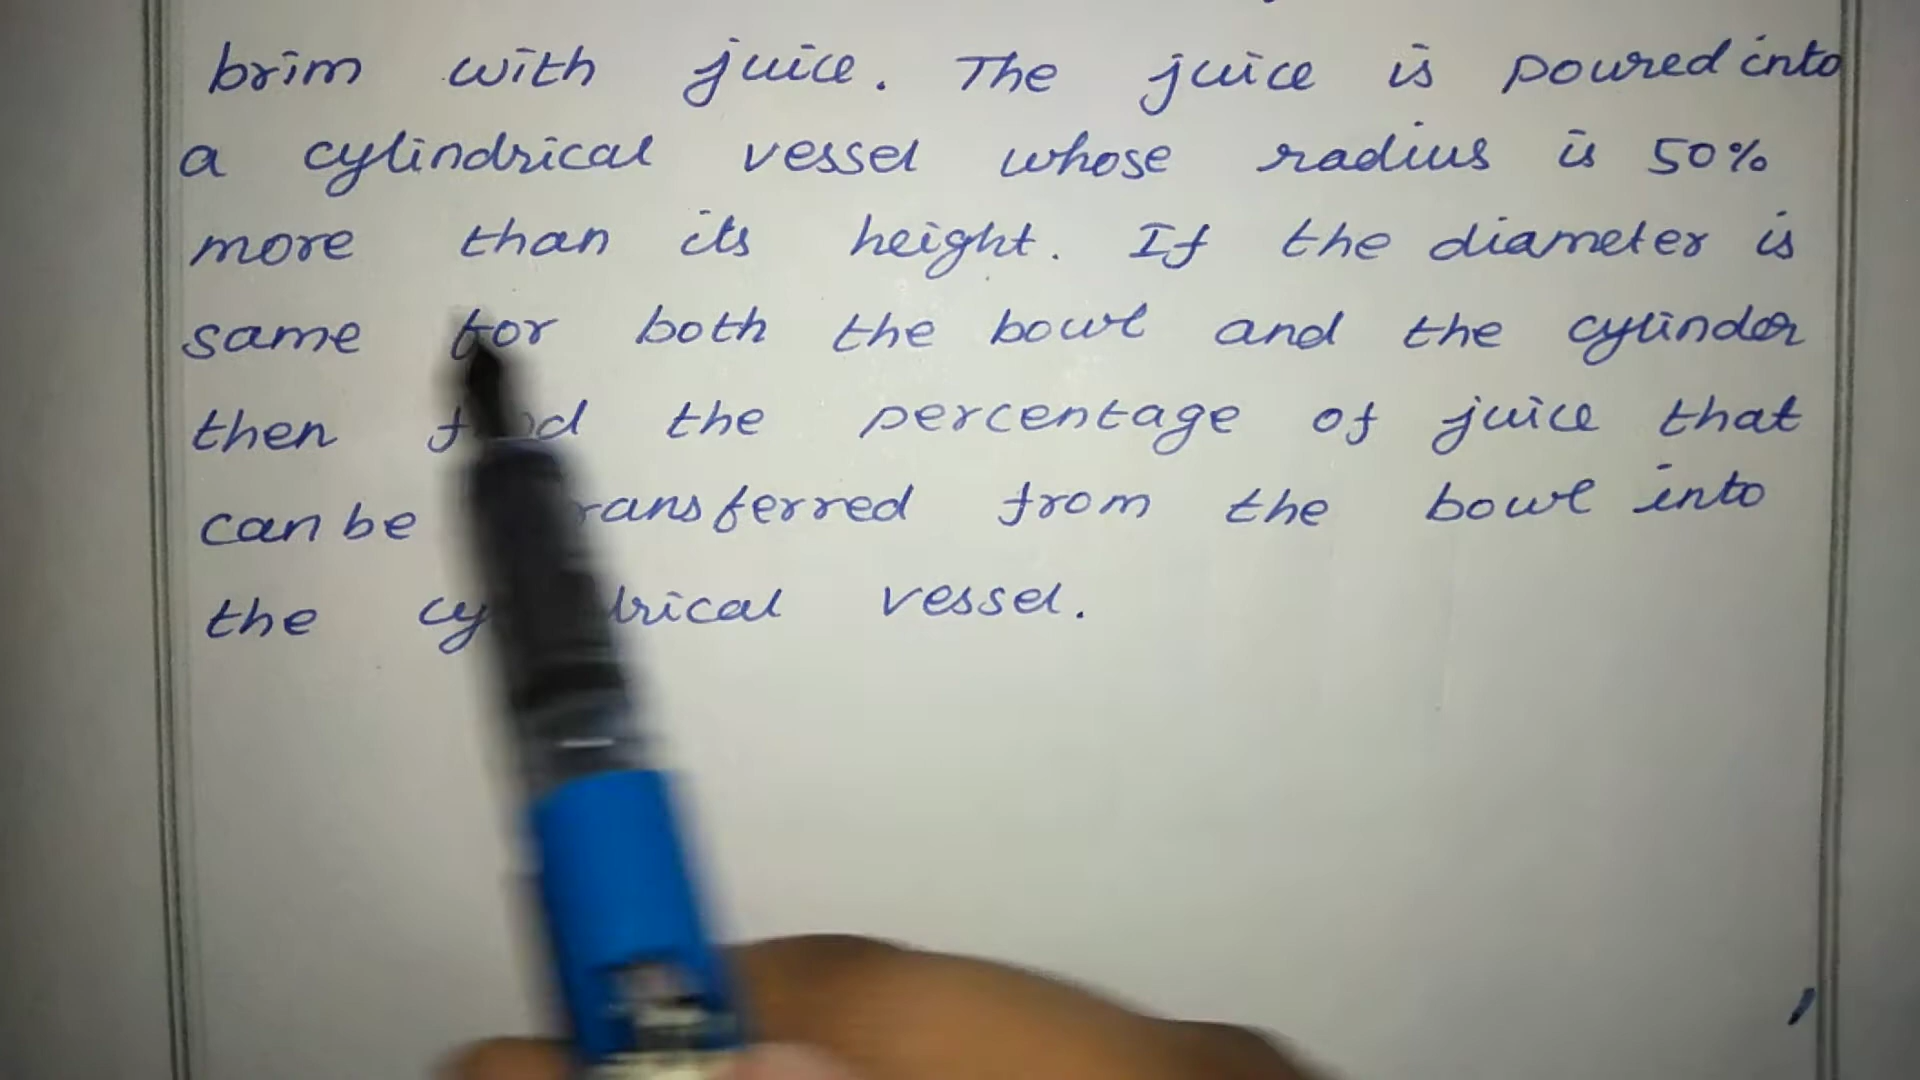 brim with juice. The juice is poured into
a cylindrical vessel whose radius is 50%
more than its height. If the diameter is
same for both the bowl and the cylinder
then the percentage of juice that
can be from the bowl into
the vessel.